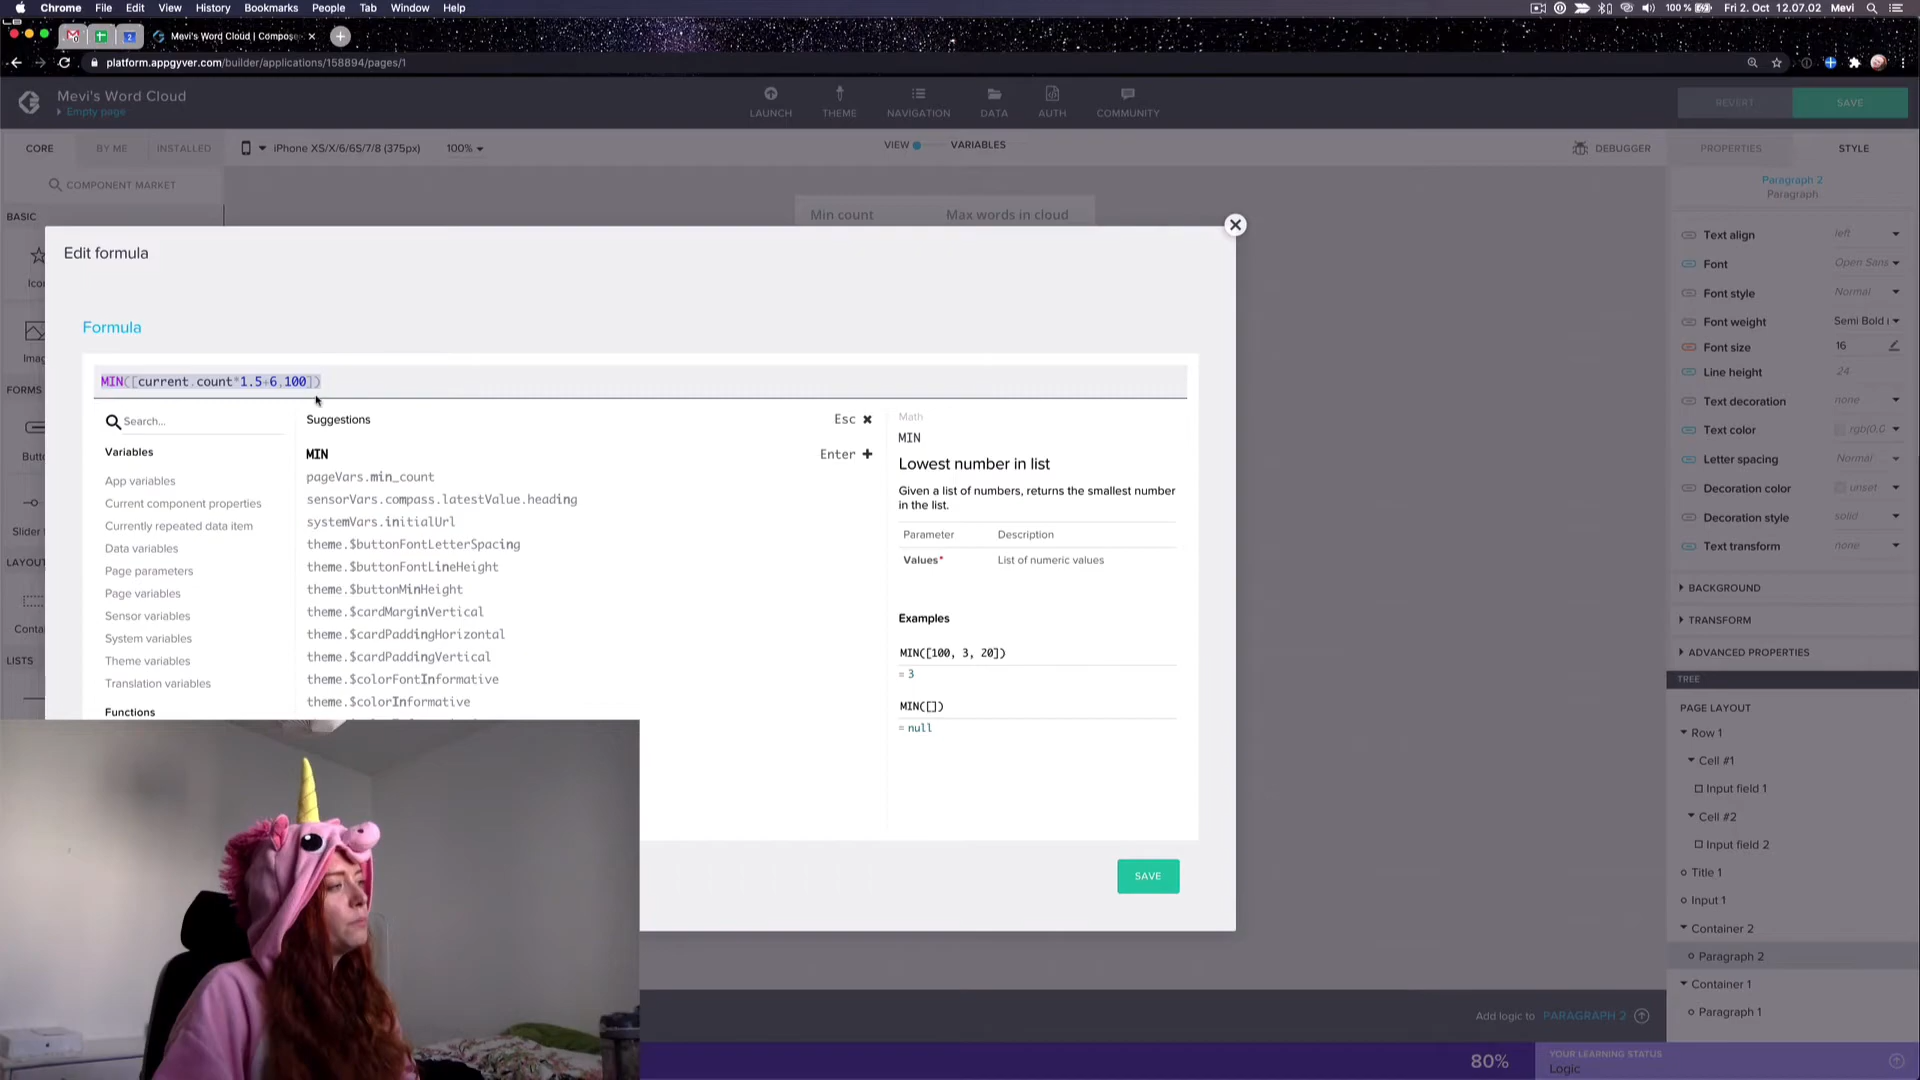 Chrome File Edit View History Bookmarks People Tab Window Help
100 % Fri 2. Oct 12.07.02 Mevi
Mevi's Word Cloud | Compose
platform.appgyver.com/builder/applications/158894/pages/1
Mevi's Word Cloud
Empty page
LAUNCH THEME NAVIGATION DATA AUTH COMMUNITY
REVERT SAVE
CORE BY ME INSTALLED
iPhone XS/X/6/6S/7/8 (375px) 100%
VIEW VARIABLES
DEBUGGER
PROPERTIES STYLE
COMPONENT MARKET
BASIC
Min count Max words in cloud
Paragraph 2
Paragraph
Edit formula
Formula
MIN([current.count*1.5+6,100])
Search...
Variables
App variables
Current component properties
Currently repeated data item
Data variables
Page parameters
Page variables
Sensor variables
System variables
Theme variables
Translation variables
Functions
Suggestions Esc
MIN Enter +
pageVars.min_count
sensorVars.compass.latestValue.heading
systemVars.initialUrl
theme.$buttonFontLetterSpacing
theme.$buttonFontLineHeight
theme.$buttonMinHeight
theme.$cardMarginVertical
theme.$cardPaddingHorizontal
theme.$cardPaddingVertical
theme.$colorFontInformative
theme.$colorInformative
Math
MIN
Lowest number in list
Given a list of numbers, returns the smallest number
in the list.
Parameter Description
Values* List of numeric values
Examples
MIN([100, 3, 20])
= 3
MIN([])
= null
SAVE
Icon
Imag
FORMS
Butto
Slider
LAYOUT
Conta
LISTS
Text align left
Font Open Sans
Font style Normal
Font weight Semi Bold
Font size 16
Line height 24
Text decoration none
Text color rgb(0,0
Letter spacing Normal
Decoration color unset
Decoration style solid
Text transform none
BACKGROUND
TRANSFORM
ADVANCED PROPERTIES
TREE
PAGE LAYOUT
Row 1
Cell #1
Input field 1
Cell #2
Input field 2
Title 1
Input 1
Container 2
Paragraph 2
Container 1
Paragraph 1
Add logic to PARAGRAPH 2
80%
YOUR LEARNING STATUS
Logic